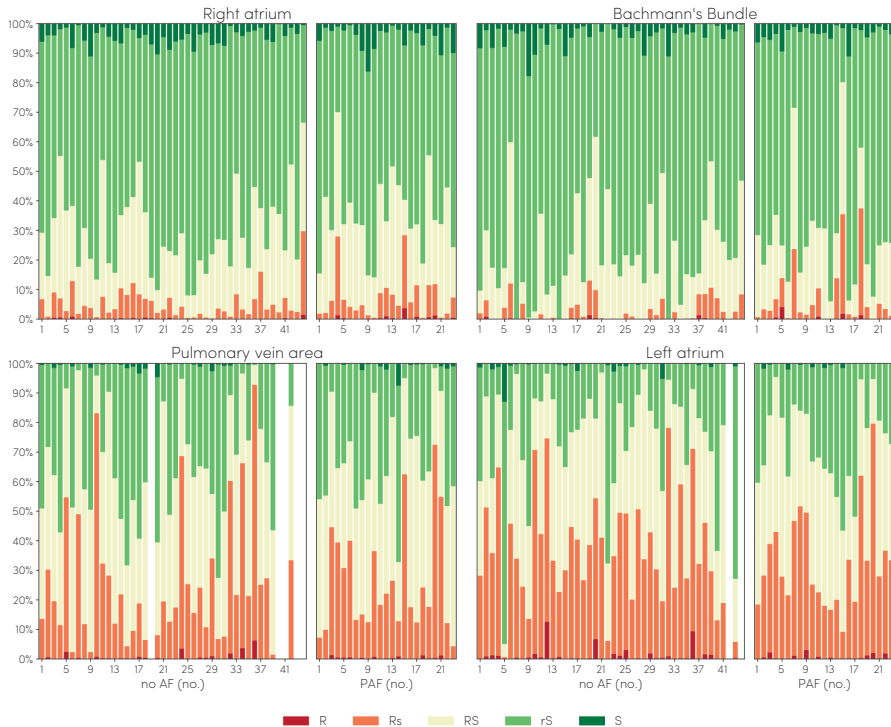 Right atrium
Bachmann's Bundle
100%
90%
80%
70%
60%
50%
40%
30%
20%
10%
0%
1 5 9 13 17 21 25 29 33 37 41
1 5 9 13 17 21
1 5 9 13 17 21 25 29 33 37 41
1 5 9 13 17 21
Pulmonary vein area
Left atrium
100%
90%
80%
70%
60%
50%
40%
30%
20%
10%
0%
1 5 9 13 17 21 25 29 33 37 41
1 5 9 13 17 21
1 5 9 13 17 21 25 29 33 37 41
1 5 9 13 17 21
no AF (no.) PAF (no.) no AF (no.) PAF (no.)
R Rs RS rS S